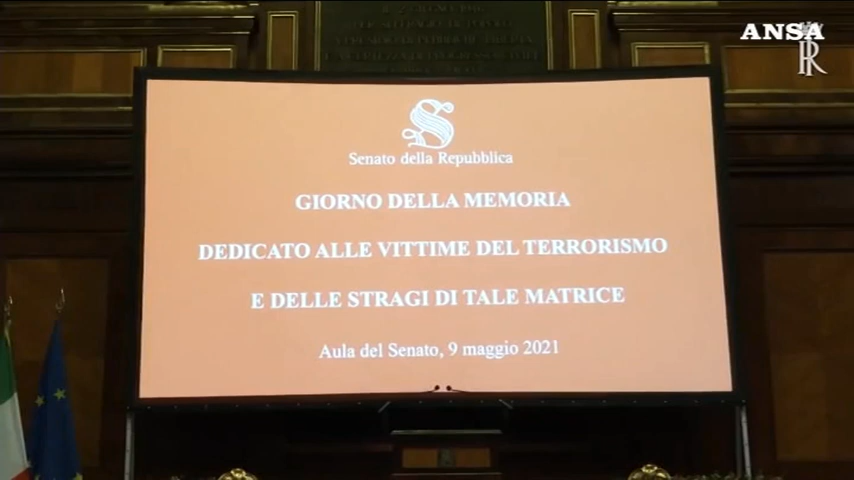 ANSA
Senato della Repubblica
GIORNO DELLA MEMORIA
DEDICATO ALLE VITTIME DEL TERRORISMO
E DELLE STRAGI DI TALE MATRICE
Aula del Senato, 9 maggio 2021